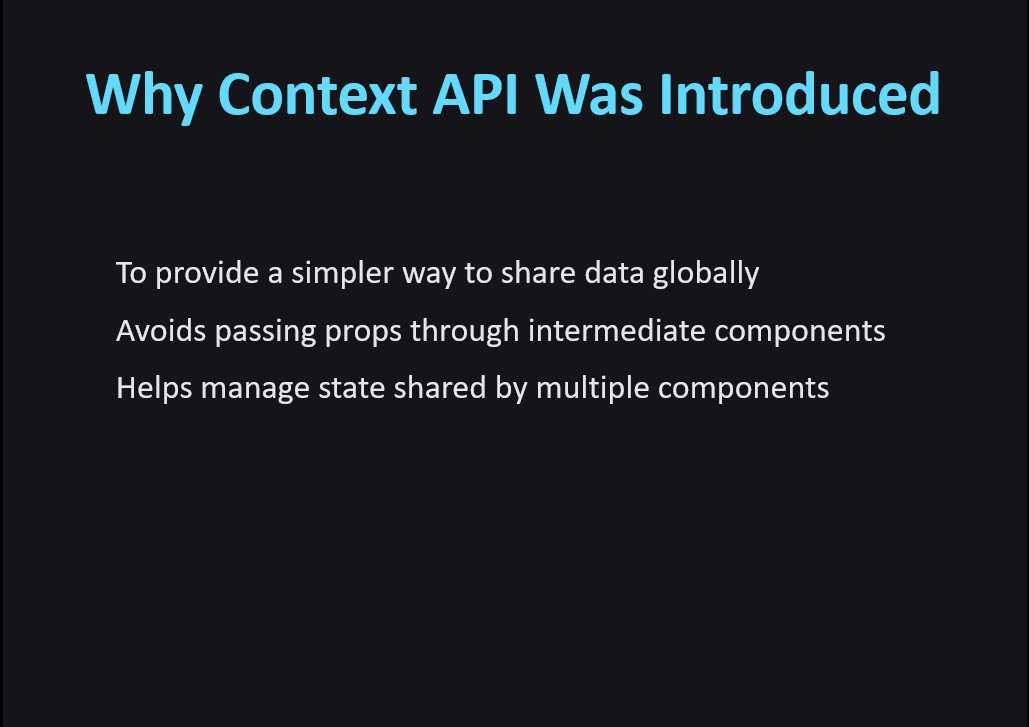 Why Context API Was Introduced
To provide a simpler way to share data globally
Avoids passing props through intermediate components
Helps manage state shared by multiple components